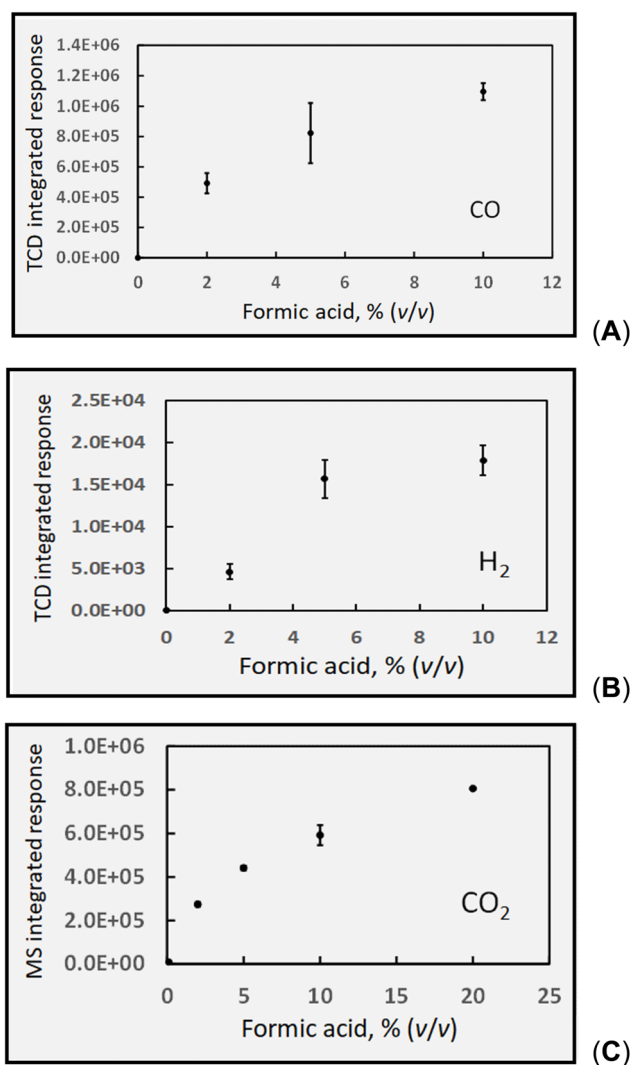 TCD integrated response
1.4E+06
1.2E+06
1.0E+06
8.0E+05
6.0E+05
4.0E+05
2.0E+05
0.0E+00
CO
0 2 4 6 8 10 12
Formic acid, % (v/v)
(A)
TCD integrated response
2.5E+04
2.0E+04
1.5E+04
1.0E+04
5.0E+03
0.0E+00
H₂
0 2 4 6 8 10 12
Formic acid, % (v/v)
(B)
MS integrated response
1.0E+06
8.0E+05
6.0E+05
4.0E+05
2.0E+05
0.0E+00
CO₂
0 5 10 15 20 25
Formic acid, % (v/v)
(C)